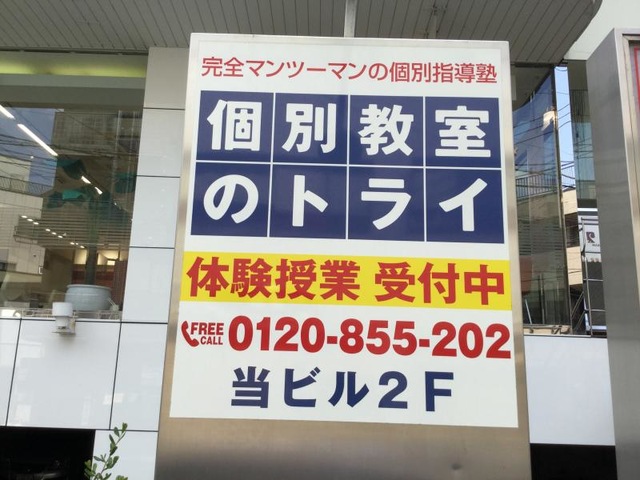 完全マンツーマンの個別指導塾
個別教室
のトライ
体験授業 受付中
FREE CALL 0120-855-202
当ビル2F